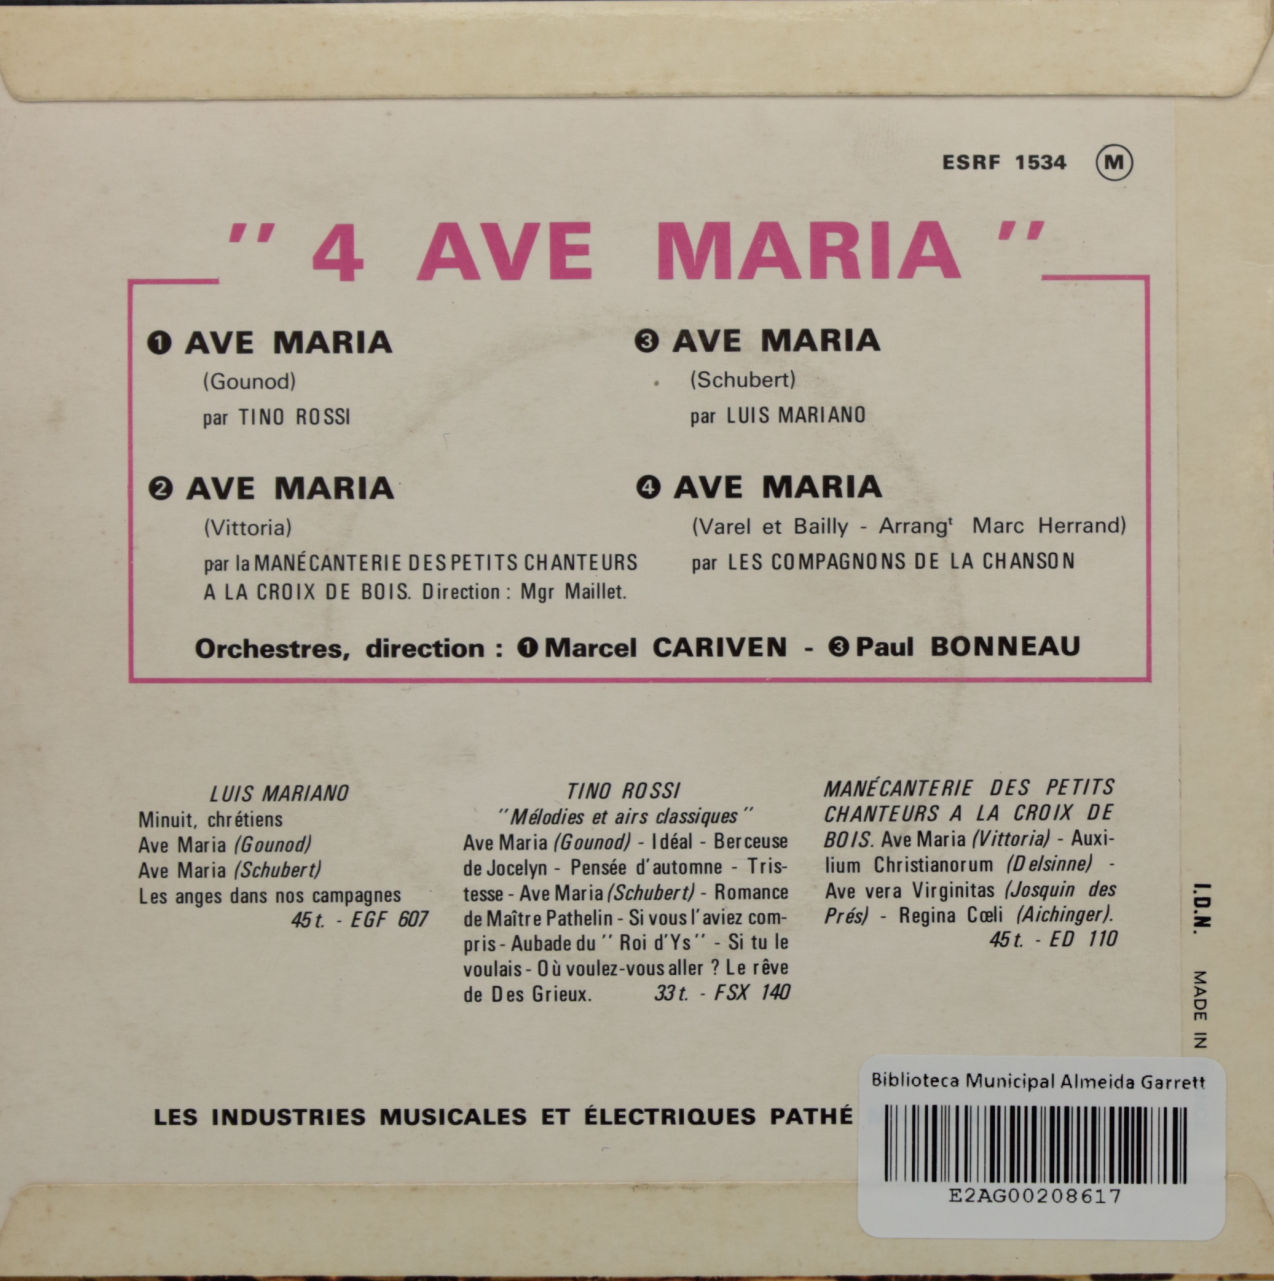 ESRF 1534 M
" 4 AVE MARIA "
❶ AVE MARIA
(Gounod)
par TINO ROSSI
❷ AVE MARIA
(Vittoria)
par la MANÉCANTERIE DES PETITS CHANTEURS
A LA CROIX DE BOIS. Direction : Mgr Maillet.
❸ AVE MARIA
(Schubert)
par LUIS MARIANO
❹ AVE MARIA
(Varel et Bailly - Arrangᵗ Marc Herrand)
par LES COMPAGNONS DE LA CHANSON
Orchestres, direction : ❶ Marcel CARIVEN - ❸ Paul BONNEAU
LUIS MARIANO
Minuit, chrétiens
Ave Maria (Gounod)
Ave Maria (Schubert)
Les anges dans nos campagnes
45 t. - EGF 607
TINO ROSSI
"Mélodies et airs classiques"
Ave Maria (Gounod) - Idéal - Berceuse
de Jocelyn - Pensée d'automne - Tris-
tesse - Ave Maria (Schubert) - Romance
de Maître Pathelin - Si vous l'aviez com-
pris - Aubade du " Roi d'Ys" - Si tu le
voulais - Où voulez-vous aller ? Le rêve
de Des Grieux. 33 t. - FSX 140
MANÉCANTERIE DES PETITS
CHANTEURS A LA CROIX DE
BOIS. Ave Maria (Vittoria) - Auxi-
lium Christianorum (Delsinne) -
Ave vera Virginitas (Josquin des
Prés) - Regina Cœli (Aichinger).
45 t. - ED 110
I.D.N. MADE IN
LES INDUSTRIES MUSICALES ET ÉLECTRIQUES PATHÉ
Biblioteca Municipal Almeida Garrett
E2AG00208617